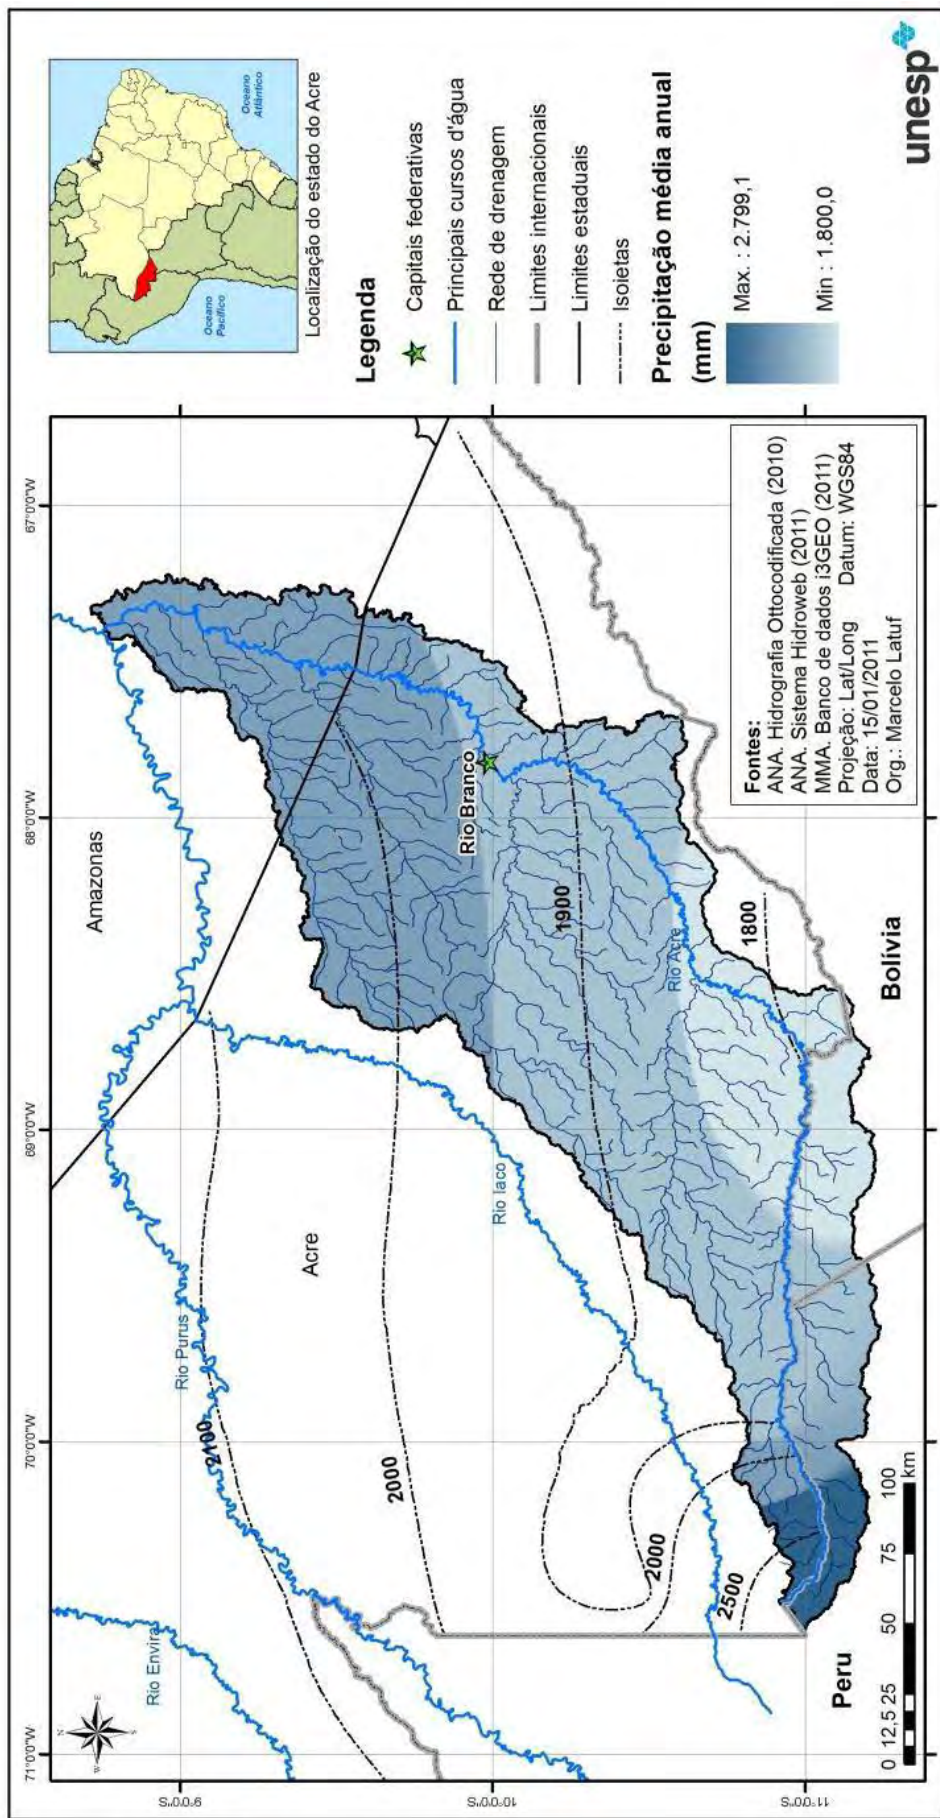 71°0'0"W
70°0'0"W
69°0'0"W
68°0'0"W
67°0'0"W
9°0'0"S
10°0'0"S
11°0'0"S
N
E
S
W
Rio Envira
Rio Purus
Amazonas
2100
Acre
2000
Rio Iaco
Rio Branco
1900
2000
2500
Rio Acre
1800
Peru
Bolívia
0 12,5 25 50 75 100
km
Fontes:
ANA. Hidrografia Ottocodificada (2010)
ANA. Sistema Hidroweb (2011)
MMA. Banco de dados i3GEO (2011)
Projeção: Lat/Long Datum: WGS84
Data: 15/01/2011
Org.: Marcelo Latuf
Oceano
Pacífico
Oceano
Atlântico
Localização do estado do Acre
Legenda
Capitais federativas
Principais cursos d'água
Rede de drenagem
Limites internacionais
Limites estaduais
Isoietas
Precipitação média anual
(mm)
Max. : 2.799,1
Min : 1.800,0
unesp